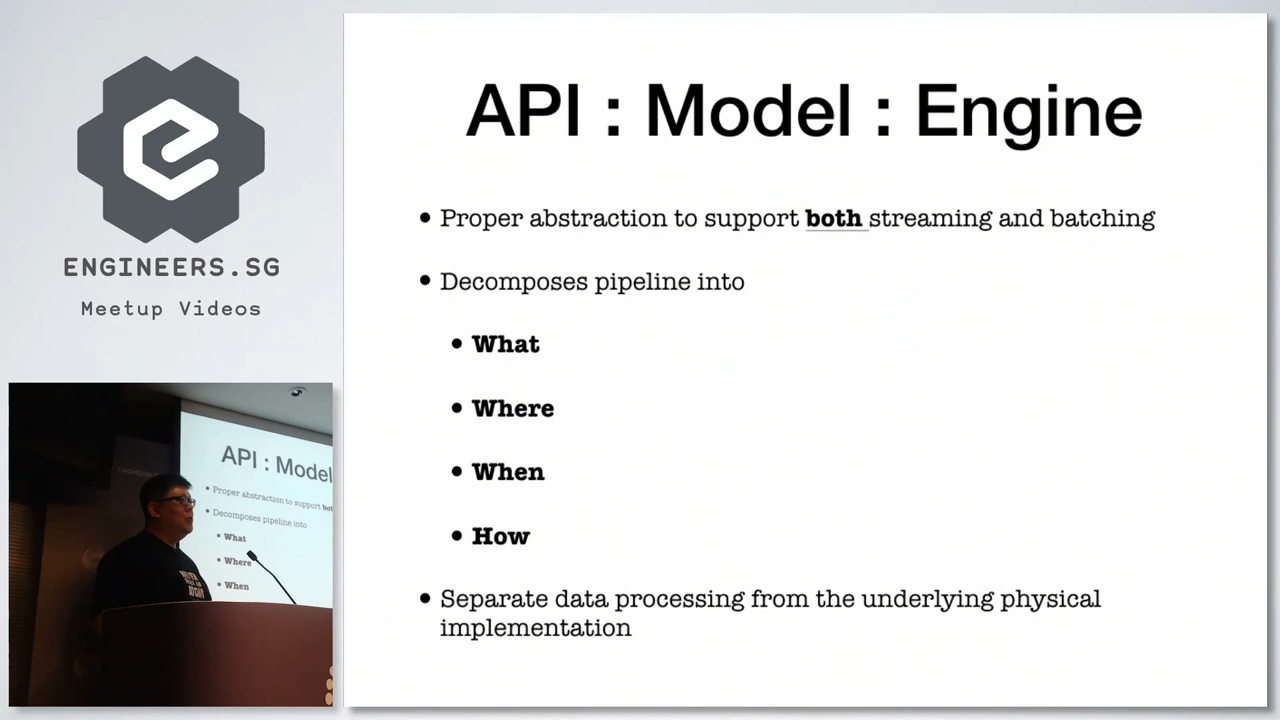 ENGINEERS.SG
Meetup Videos
API : Model : Engine
• Proper abstraction to support both streaming and batching
• Decomposes pipeline into
• What
• Where
• When
• How
• Separate data processing from the underlying physical
implementation
API : Model
• Proper abstraction to support
• Decomposes pipeline into
• What
• Where
• When